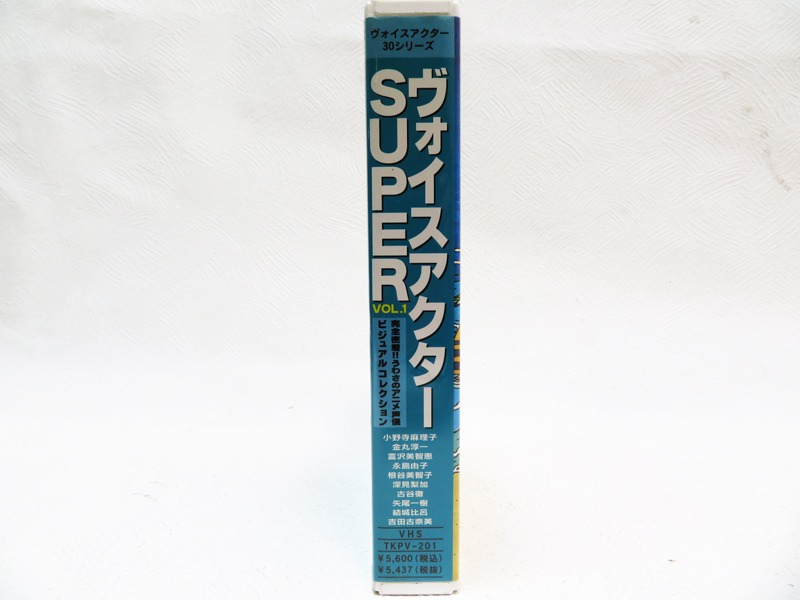 ヴォイスアクター
30シリーズ
ヴォイスアクター
SUPER
VOL.1
完全密着!!うわさのアニメ声優
ビジュアルコレクション
小野寺麻理子
金丸淳一
富沢美智恵
永島由子
根谷美智子
深見梨加
古谷徹
矢尾一樹
結城比呂
吉田古奈美
VHS
TKPV-201
¥5,600(税込)
¥5,437(税抜)